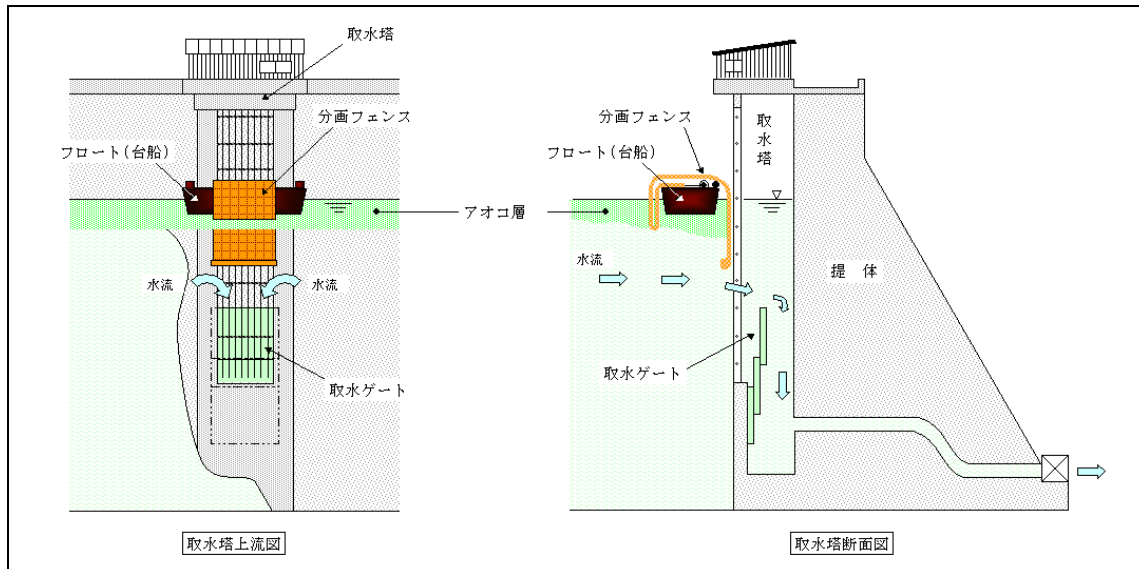 取水塔
分画フェンス
フロート(台船)
アオコ層
水流
水流
取水ゲート
取水塔上流図
分画フェンス
フロート(台船)
取水塔
水流
提 体
取水ゲート
取水塔断面図